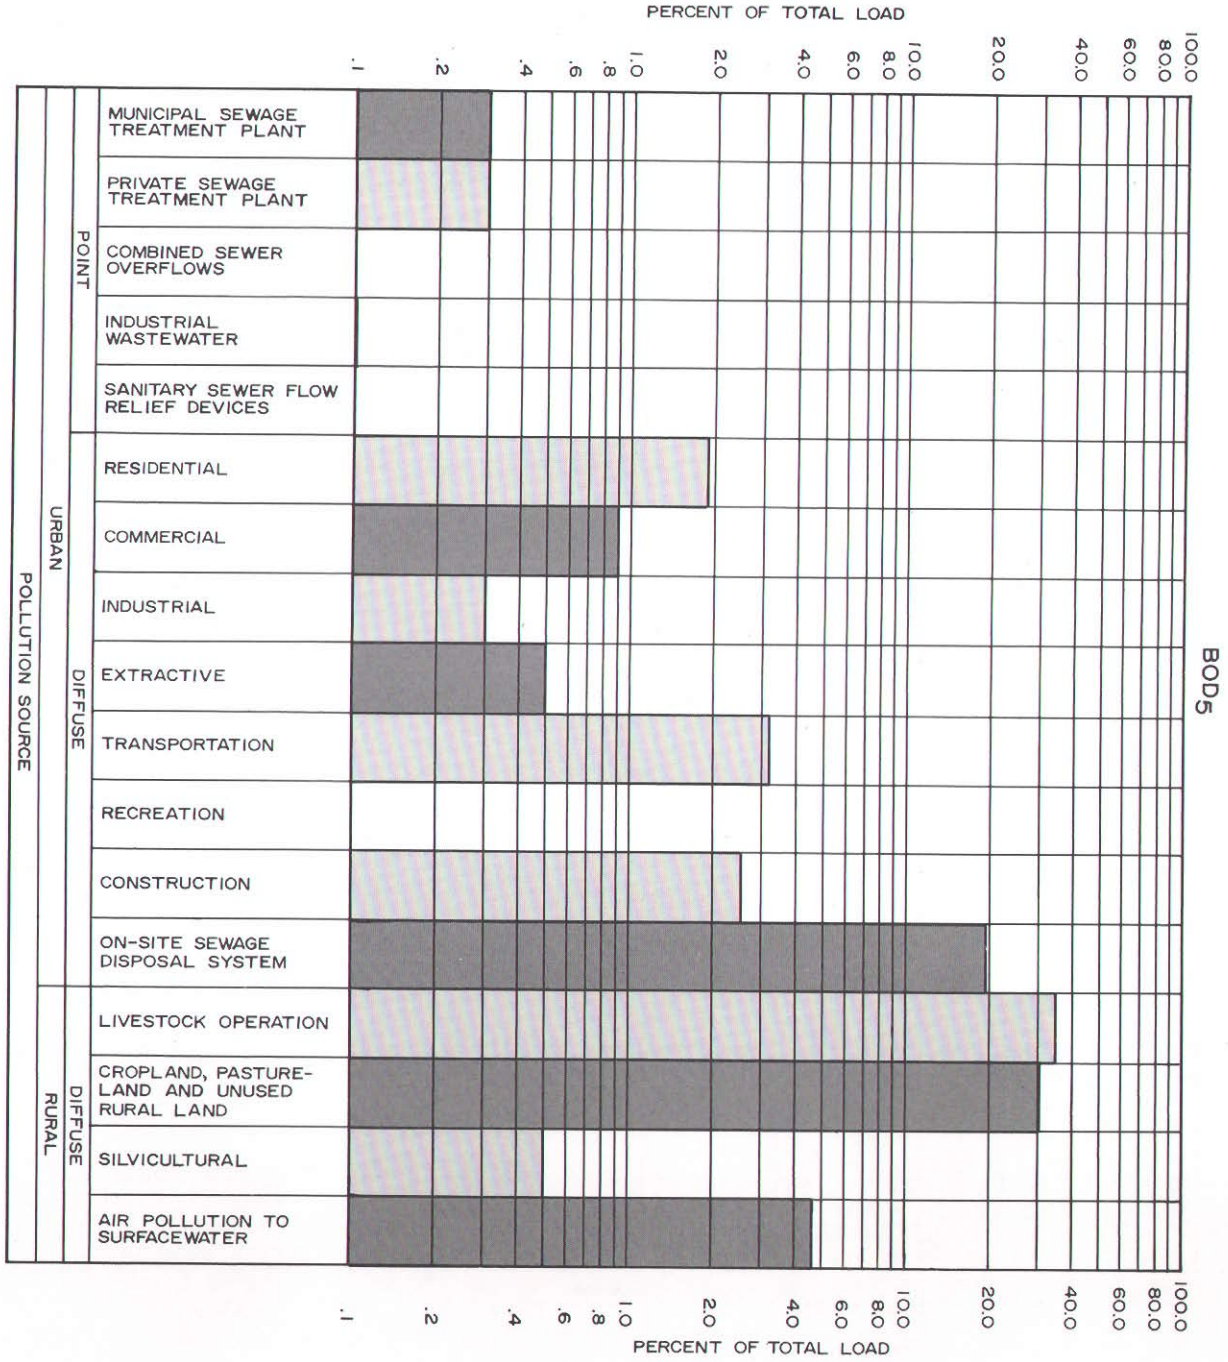 PERCENT OF TOTAL LOAD
.1
.2
.4
.6
.8
1.0
2.0
4.0
6.0
8.0
10.0
20.0
40.0
60.0
80.0
100.0
MUNICIPAL SEWAGE
TREATMENT PLANT
PRIVATE SEWAGE
TREATMENT PLANT
COMBINED SEWER
OVERFLOWS
INDUSTRIAL
WASTEWATER
SANITARY SEWER FLOW
RELIEF DEVICES
RESIDENTIAL
COMMERCIAL
INDUSTRIAL
EXTRACTIVE
TRANSPORTATION
RECREATION
CONSTRUCTION
ON-SITE SEWAGE
DISPOSAL SYSTEM
LIVESTOCK OPERATION
CROPLAND, PASTURE-
LAND AND UNUSED
RURAL LAND
SILVICULTURAL
AIR POLLUTION TO
SURFACEWATER
POINT
DIFFUSE
DIFFUSE
URBAN
RURAL
POLLUTION SOURCE
BOD5
.1
.2
.4
.6
.8
1.0
2.0
4.0
6.0
8.0
10.0
20.0
40.0
60.0
80.0
100.0
PERCENT OF TOTAL LOAD